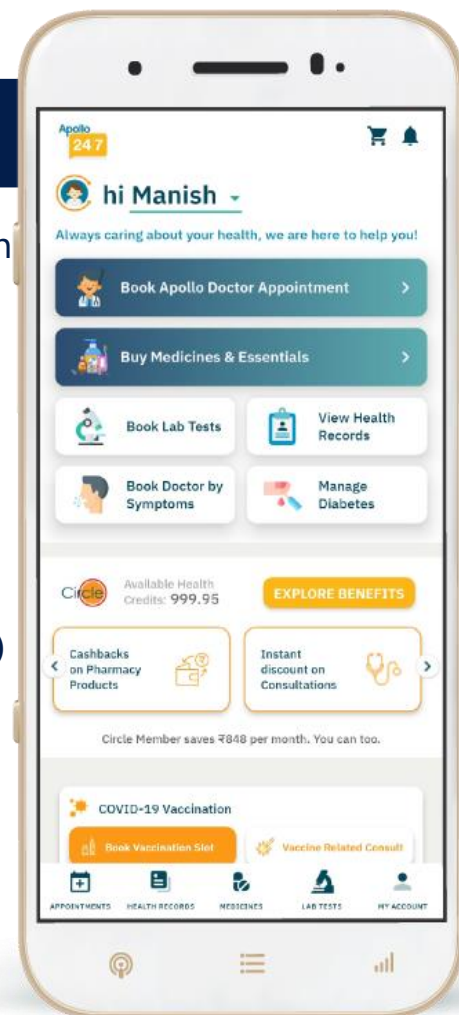 Apollo
24 7
hi Manish
Always caring about your health, we are here to help you!
Book Apollo Doctor Appointment
Buy Medicines & Essentials
Book Lab Tests
View Health
Records
Book Doctor by
Symptoms
Manage
Diabetes
Circle
Available Health
Credits: 999.95
EXPLORE BENEFITS
Cashbacks
on Pharmacy
Products
Instant
discount on
Consultations
Circle Member saves ₹848 per month. You can too.
COVID-19 Vaccination
Book Vaccination Slot
Vaccine Related Consult
APPOINTMENTS
HEALTH RECORDS
MEDICINES
LAB TESTS
MY ACCOUNT